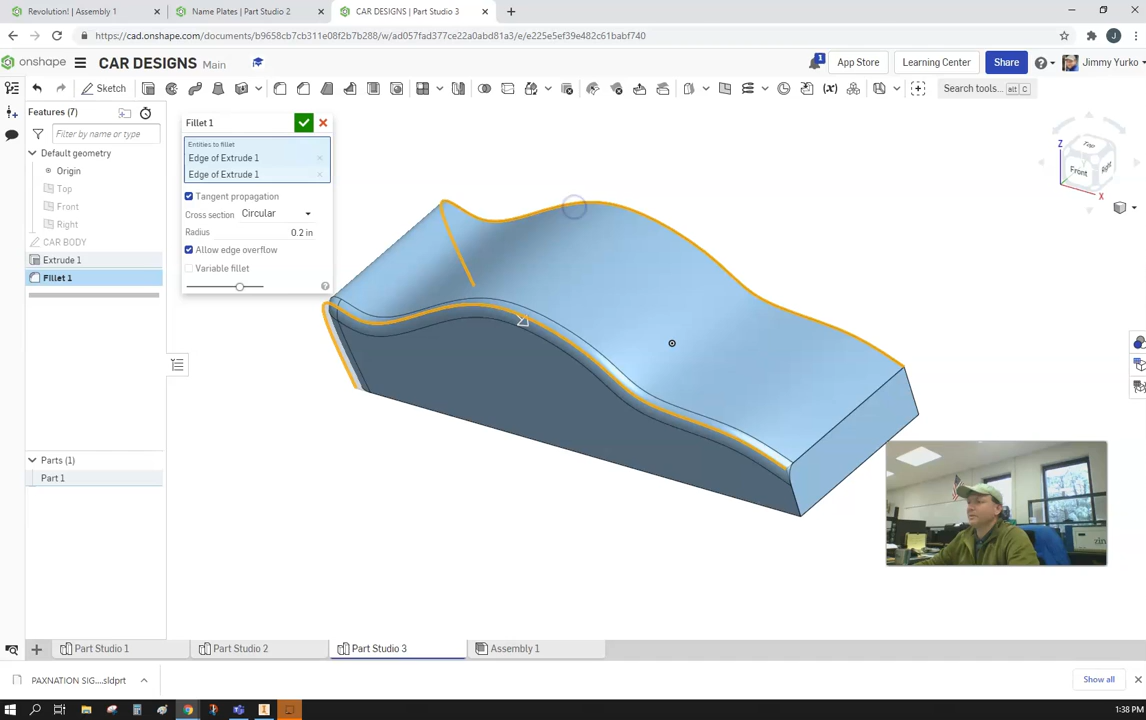 Revolution! | Assembly 1
Name Plates | Part Studio 2
CAR DESIGNS | Part Studio 3
https://cad.onshape.com/documents/b9658cb7cb311e08f2b7b288/w/ad057fad377ce22a0abd81a3/e/e225e5ef39e482c61babf740
onshape
CAR DESIGNS
Main
1
App Store
Learning Center
Share
Jimmy Yurko
Sketch
Search tools...
alt C
Features (7)
Filter by name or type
Default geometry
Origin
Top
Front
Right
CAR BODY
Extrude 1
Fillet 1
Parts (1)
Part 1
Fillet 1
Entities to fillet
Edge of Extrude 1
Edge of Extrude 1
Tangent propagation
Cross section Circular
Radius 0.2 in
Allow edge overflow
Variable fillet
Z
Top
Front
Right
X
Part Studio 1
Part Studio 2
Part Studio 3
Assembly 1
PAXNATION SIG....sldprt
Show all
1:38 PM